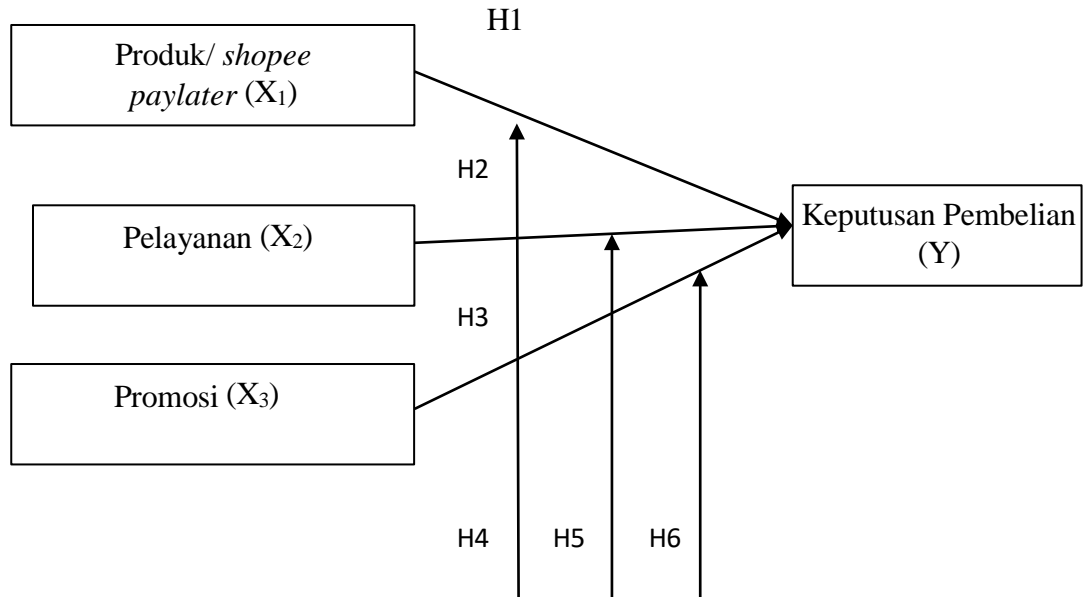 H1
Produk/ shopee
paylater (X1)
H2
Pelayanan (X2)
Keputusan Pembelian
(Y)
H3
Promosi (X3)
H4 H5 H6